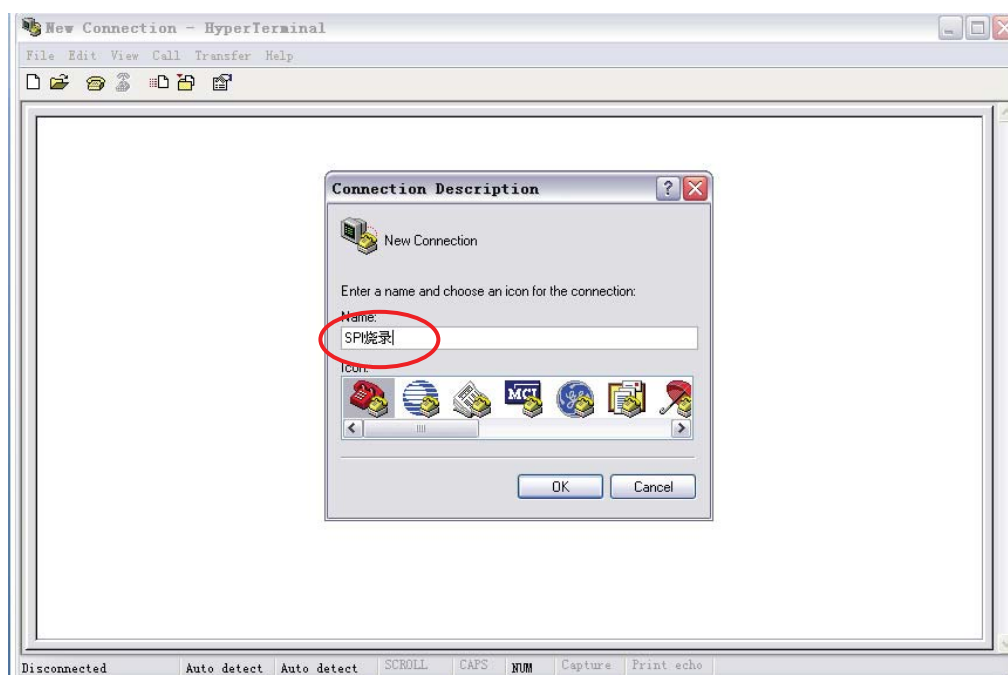 New Connection - HyperTerminal
File Edit View Call Transfer Help
Connection Description
New Connection
Enter a name and choose an icon for the connection:
Name:
SPI烧录
Icon:
MCI
OK Cancel
Disconnected Auto detect Auto detect SCROLL CAPS NUM Capture Print echo